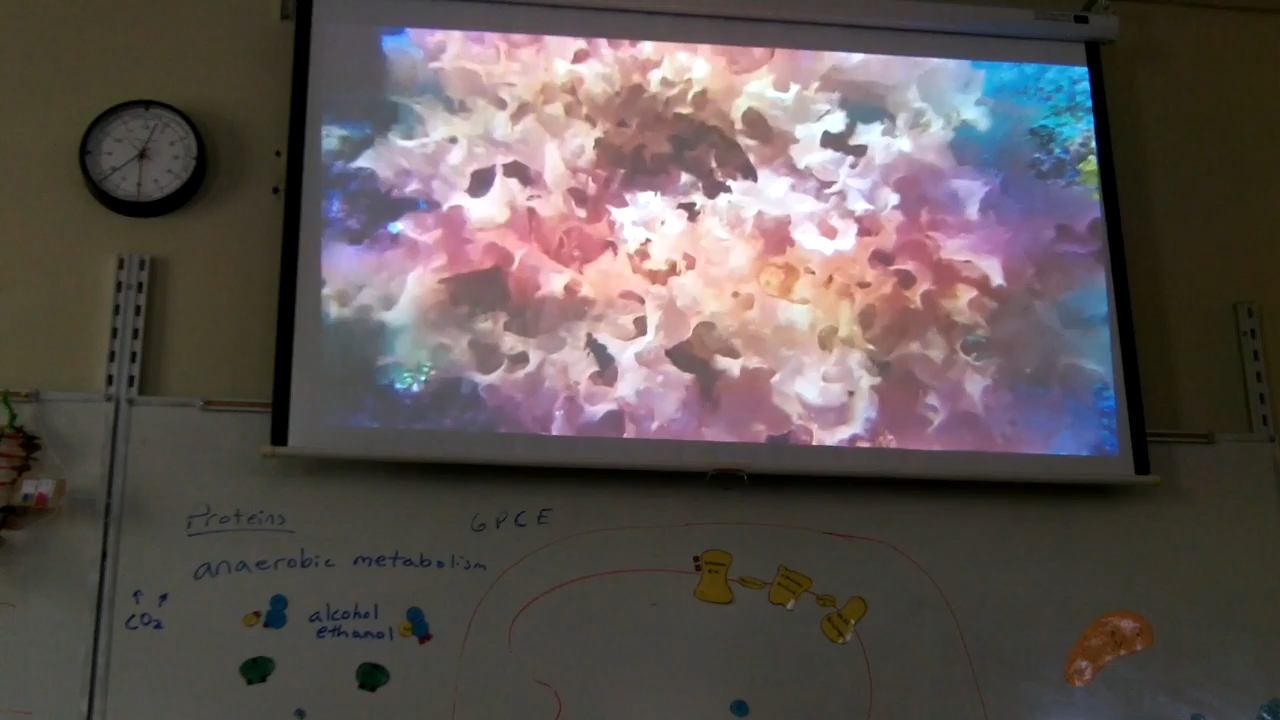 Proteins
GPCE
anaerobic metabolism
CO2
alcohol
ethanol